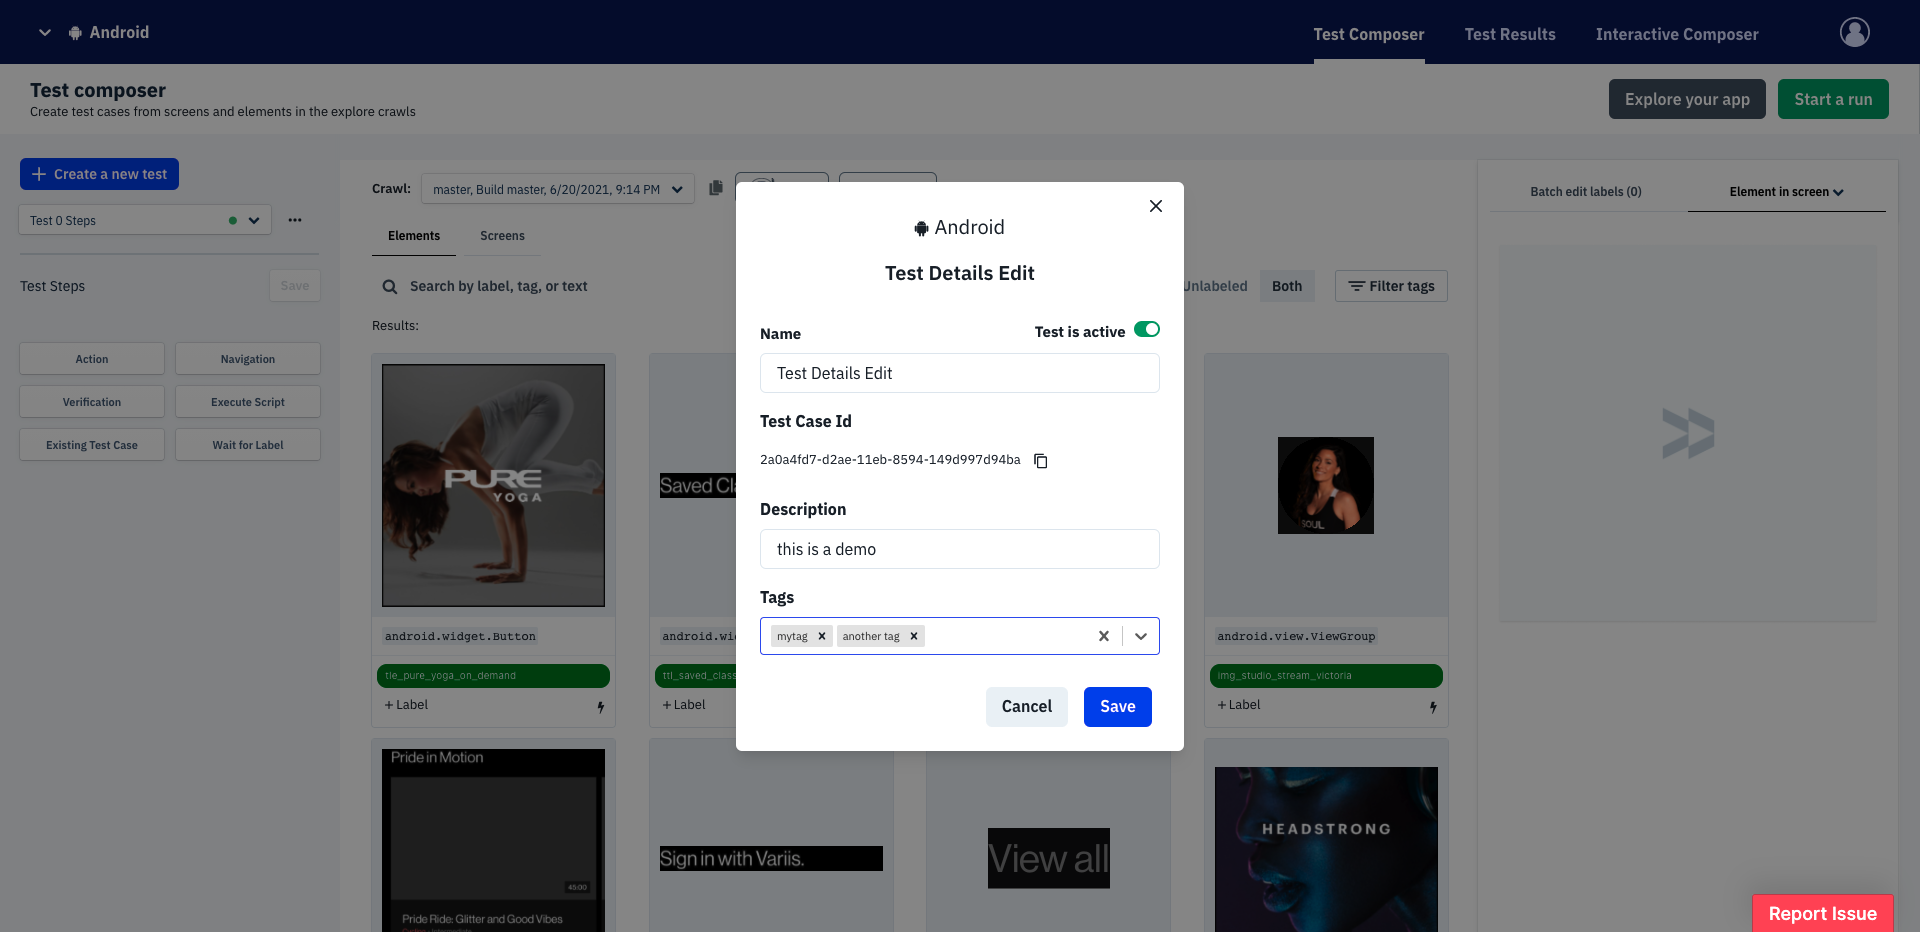 Android
Test Composer
Test Results
Interactive Composer
Test composer
Create test cases from screens and elements in the explore crawls
Explore your app
Start a run
Create a new test
Test 0 Steps
Test Steps
Save
Action
Navigation
Verification
Execute Script
Existing Test Case
Wait for Label
Crawl:
master, Build master, 6/20/2021, 9:14 PM
Elements
Screens
Search by label, tag, or text
Unlabeled
Both
Filter tags
Results:
PURE
YOGA
android.widget.Button
tle_pure_yoga_on_demand
+ Label
Saved
ttl_saved_class
+ Label
SOUL
android.view.ViewGroup
img_studio_stream_victoria
+ Label
Pride in Motion
45:00
Pride Ride: Glitter and Good Vibes
Sign in with Variis.
View all
HEADSTRONG
Batch edit labels (0)
Element in screen
Android
Test Details Edit
Name
Test is active
Test Details Edit
Test Case Id
2a0a4fd7-d2ae-11eb-8594-149d997d94ba
Description
this is a demo
Tags
mytag
another tag
Cancel
Save
Report Issue